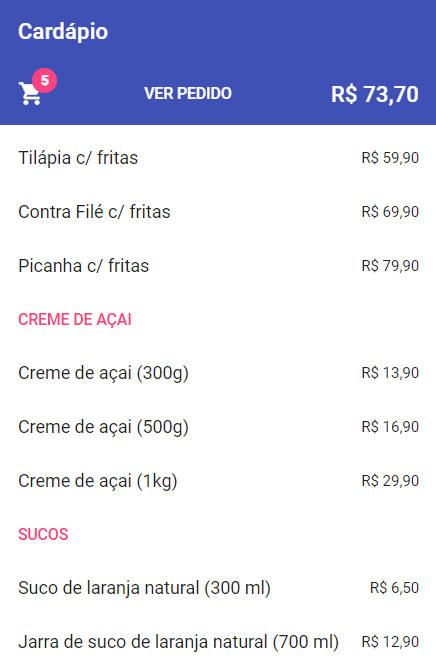 Cardápio
5
VER PEDIDO
R$ 73,70
Tilápia c/ fritas R$ 59,90
Contra Filé c/ fritas R$ 69,90
Picanha c/ fritas R$ 79,90
CREME DE AÇAI
Creme de açai (300g) R$ 13,90
Creme de açai (500g) R$ 16,90
Creme de açai (1kg) R$ 29,90
SUCOS
Suco de laranja natural (300 ml) R$ 6,50
Jarra de suco de laranja natural (700 ml) R$ 12,90